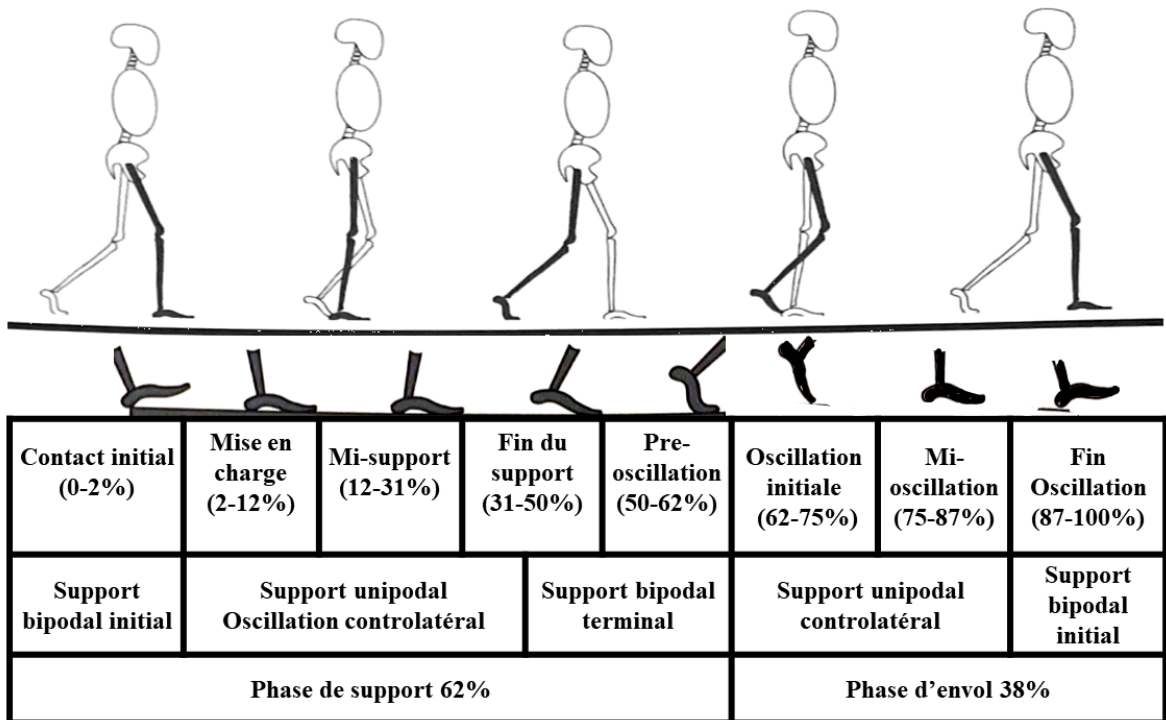 Contact initial
(0-2%)
Mise en
charge
(2-12%)
Mi-support
(12-31%)
Fin du
support
(31-50%)
Pre-
oscillation
(50-62%)
Oscillation
initiale
(62-75%)
Mi-
oscillation
(75-87%)
Fin
Oscillation
(87-100%)
Support
bipodal initial
Support unipodal
Oscillation controlatéral
Support bipodal
terminal
Support unipodal
controlatéral
Support
bipodal
initial
Phase de support 62%
Phase d’envol 38%